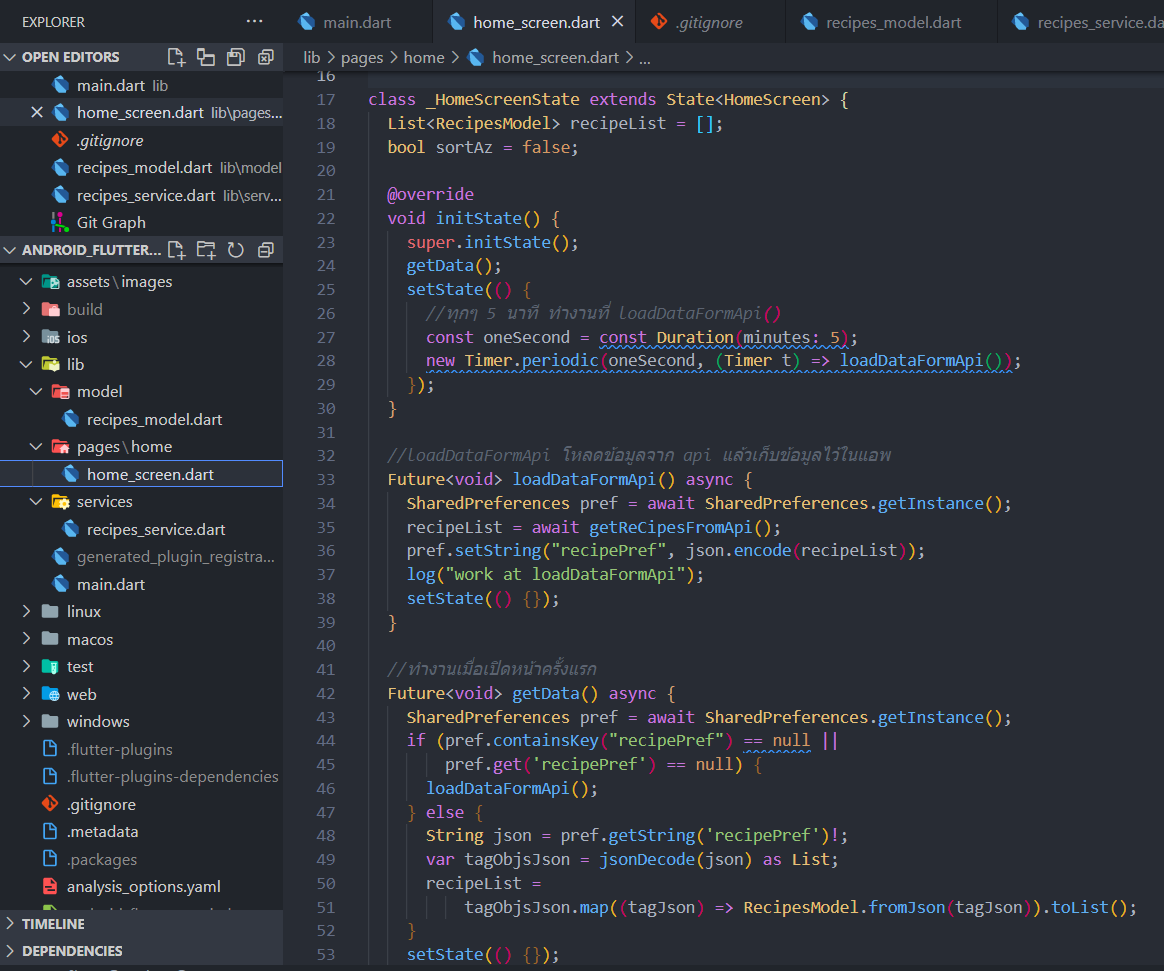 EXPLORER
...
OPEN EDITORS
main.dart lib
home_screen.dart lib\pages...
.gitignore
recipes_model.dart lib\model
recipes_service.dart lib\serv...
Git Graph
ANDROID_FLUTTER...
assets\images
build
ios
lib
model
recipes_model.dart
pages\home
home_screen.dart
services
recipes_service.dart
generated_plugin_registra...
main.dart
linux
macos
test
web
windows
.flutter-plugins
.flutter-plugins-dependencies
.gitignore
.metadata
.packages
analysis_options.yaml
TIMELINE
DEPENDENCIES
main.dart
home_screen.dart
.gitignore
recipes_model.dart
recipes_service.da
lib > pages > home > home_screen.dart > ...
16
17 class _HomeScreenState extends State<HomeScreen> {
18 List<RecipesModel> recipeList = [];
19 bool sortAz = false;
20
21 @override
22 void initState() {
23 super.initState();
24 getData();
25 setState(() {
26 //ทุกๆ 5 นาที ทำงานที่ loadDataFormApi()
27 const oneSecond = const Duration(minutes: 5);
28 new Timer.periodic(oneSecond, (Timer t) => loadDataFormApi());
29 });
30 }
31
32 //loadDataFormApi โหลดข้อมูลจาก api แล้วเก็บข้อมูลไว้ในแอพ
33 Future<void> loadDataFormApi() async {
34 SharedPreferences pref = await SharedPreferences.getInstance();
35 recipeList = await getReCipesFromApi();
36 pref.setString("recipePref", json.encode(recipeList));
37 log("work at loadDataFormApi");
38 setState(() {});
39 }
40
41 //ทำงานเมื่อเปิดหน้าครั้งแรก
42 Future<void> getData() async {
43 SharedPreferences pref = await SharedPreferences.getInstance();
44 if (pref.containsKey("recipePref") == null ||
45 pref.get('recipePref') == null) {
46 loadDataFormApi();
47 } else {
48 String json = pref.getString('recipePref')!;
49 var tagObjsJson = jsonDecode(json) as List;
50 recipeList =
51 tagObjsJson.map((tagJson) => RecipesModel.fromJson(tagJson)).toList();
52 }
53 setState(() {});